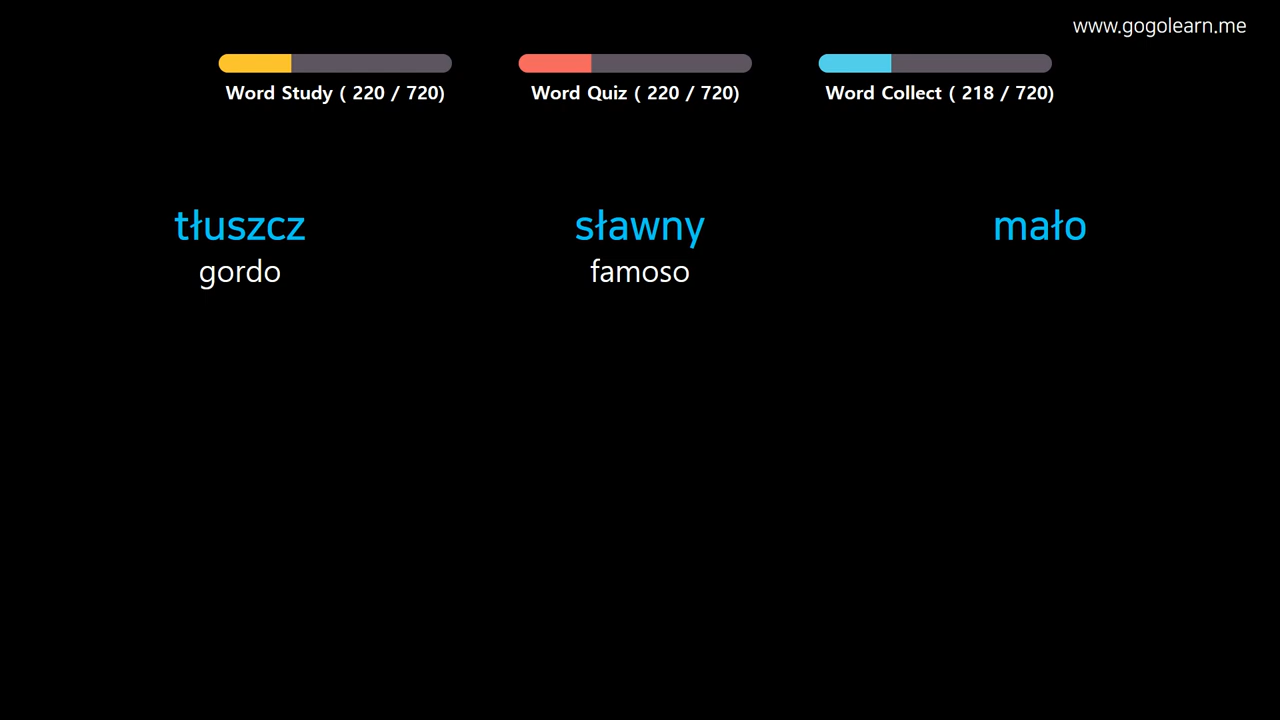 www.gogolearn.me
Word Study ( 220 / 720)
Word Quiz ( 220 / 720)
Word Collect ( 218 / 720)
tłuszcz
gordo
sławny
famoso
mało